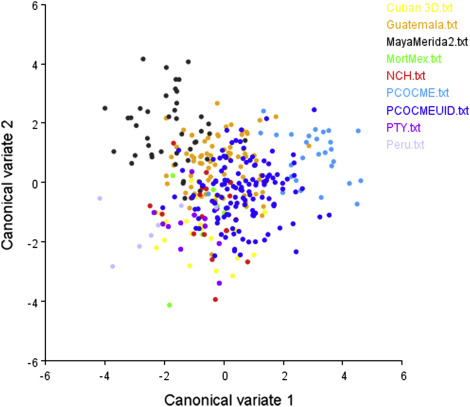 Cuban 3D.txt
Guatemala.txt
MayaMerida2.txt
MortMex.txt
NCH.txt
PCOCME.txt
PCOCMEUID.txt
PTY.txt
Peru.txt
6
4
2
0
-2
-4
-6
Canonical variate 2
-6 -4 -2 0 2 4 6
Canonical variate 1